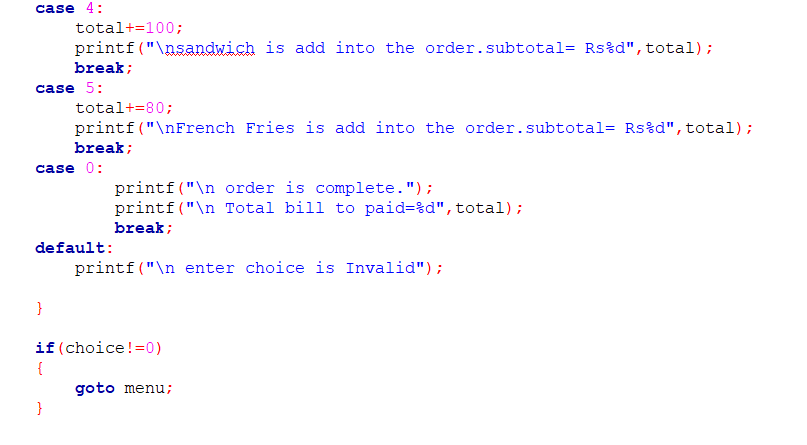 case 4:
total+=100;
printf("\nsandwich is add into the order.subtotal= Rs%d",total);
break;
case 5:
total+=80;
printf("\nFrench Fries is add into the order.subtotal= Rs%d",total);
break;
case 0:
printf("\n order is complete.");
printf("\n Total bill to paid=%d",total);
break;
default:
printf("\n enter choice is Invalid");
}
if(choice!=0)
{
goto menu;
}